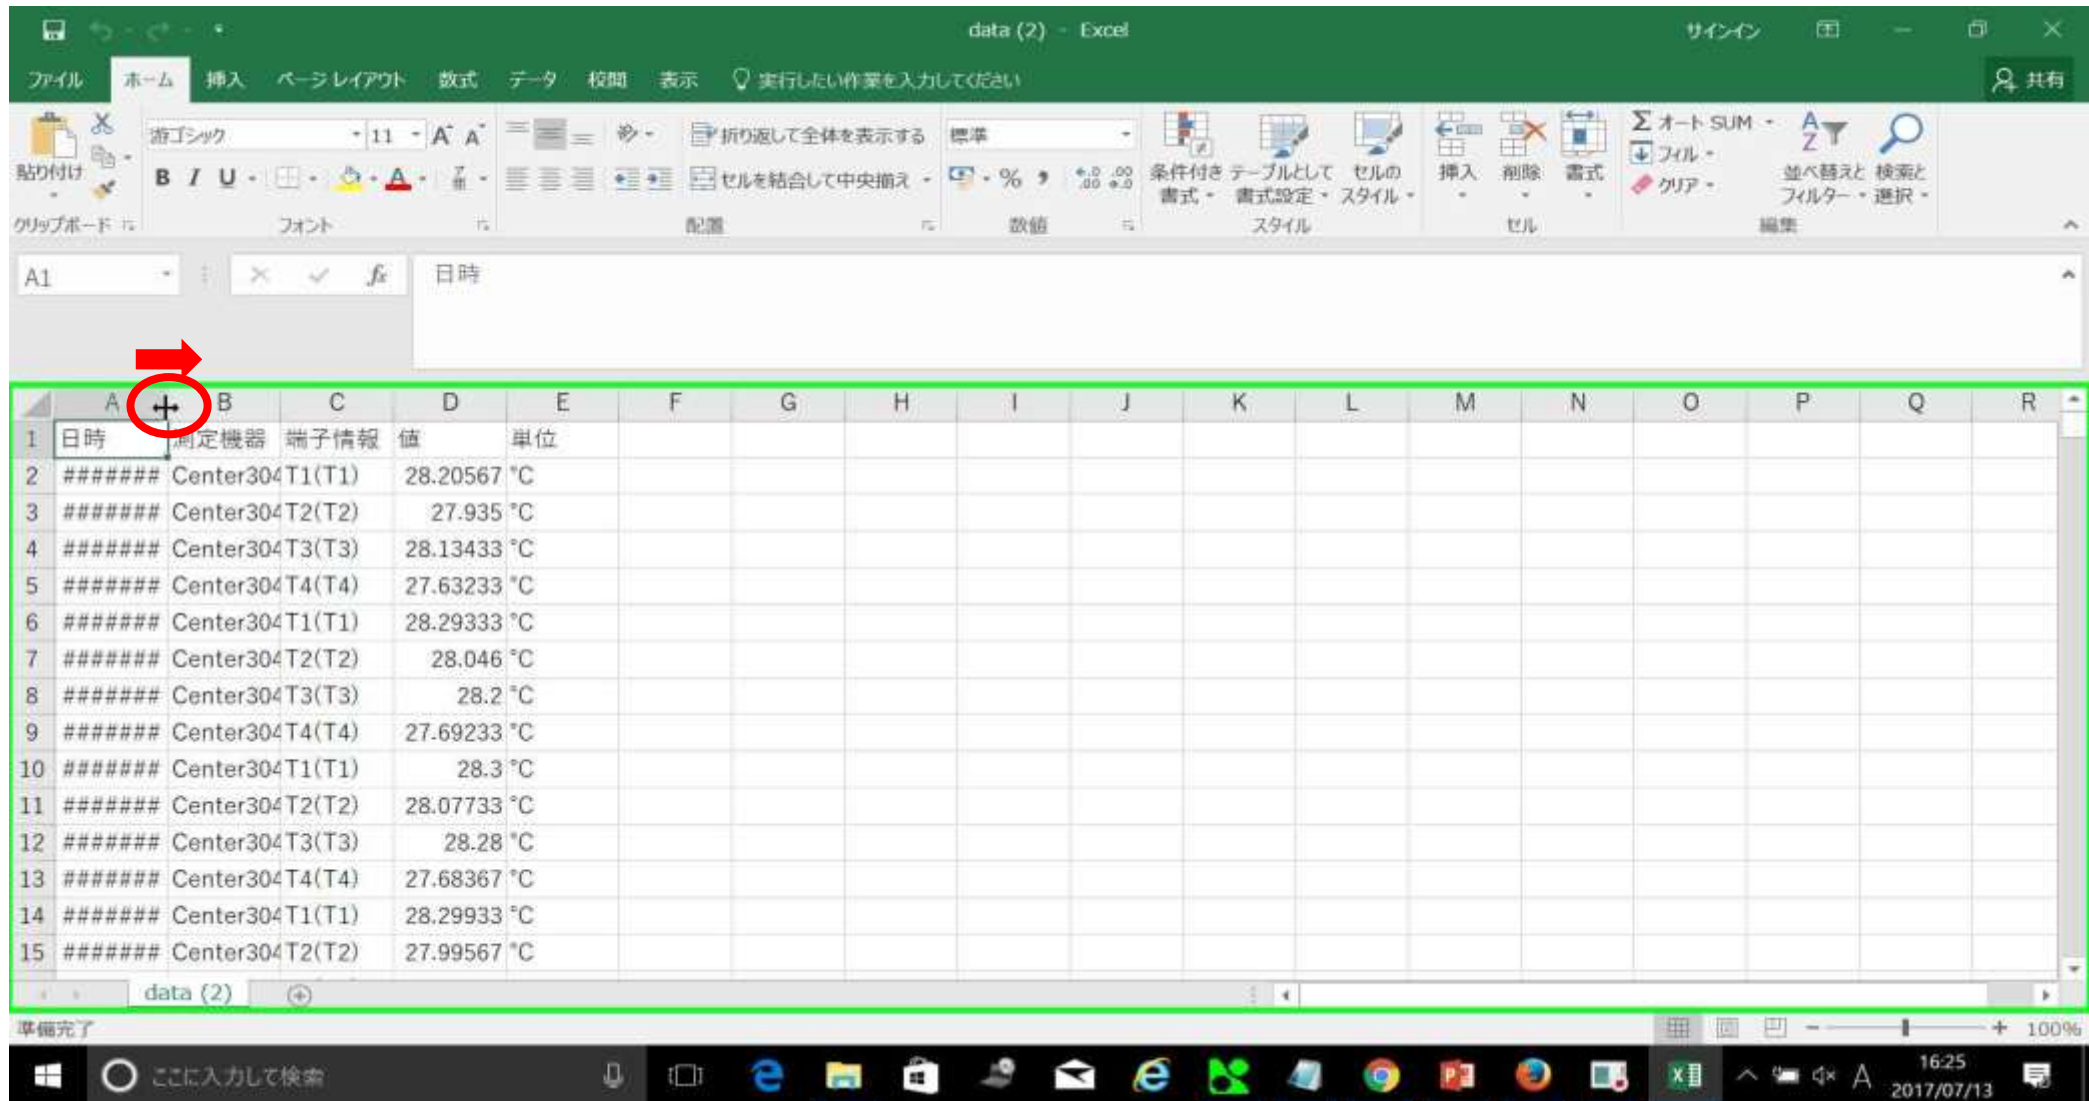 data (2) - Excel
サインイン
ファイル ホーム 挿入 ページ レイアウト 数式 データ 校閲 表示 実行したい作業を入力してください 共有
游ゴシック 11 A A 折り返して全体を表示する 標準 Σ オート SUM A Z
貼り付け B I U A セルを結合して中央揃え % , 条件付き書式 テーブルとして書式設定 セルのスタイル 挿入 削除 書式 フィル クリア 並べ替えとフィルター 検索と選択
クリップボード フォント 配置 数値 スタイル セル 編集
A1 fx 日時
A B C D E F G H I J K L M N O P Q R
1 日時 測定機器 端子情報 値 単位
2 ####### Center304 T1(T1) 28.20567 °C
3 ####### Center304 T2(T2) 27.935 °C
4 ####### Center304 T3(T3) 28.13433 °C
5 ####### Center304 T4(T4) 27.63233 °C
6 ####### Center304 T1(T1) 28.29333 °C
7 ####### Center304 T2(T2) 28.046 °C
8 ####### Center304 T3(T3) 28.2 °C
9 ####### Center304 T4(T4) 27.69233 °C
10 ####### Center304 T1(T1) 28.3 °C
11 ####### Center304 T2(T2) 28.07733 °C
12 ####### Center304 T3(T3) 28.28 °C
13 ####### Center304 T4(T4) 27.68367 °C
14 ####### Center304 T1(T1) 28.29933 °C
15 ####### Center304 T2(T2) 27.99567 °C
data (2)
準備完了 100%
ここに入力して検索 A 16:25
2017/07/13